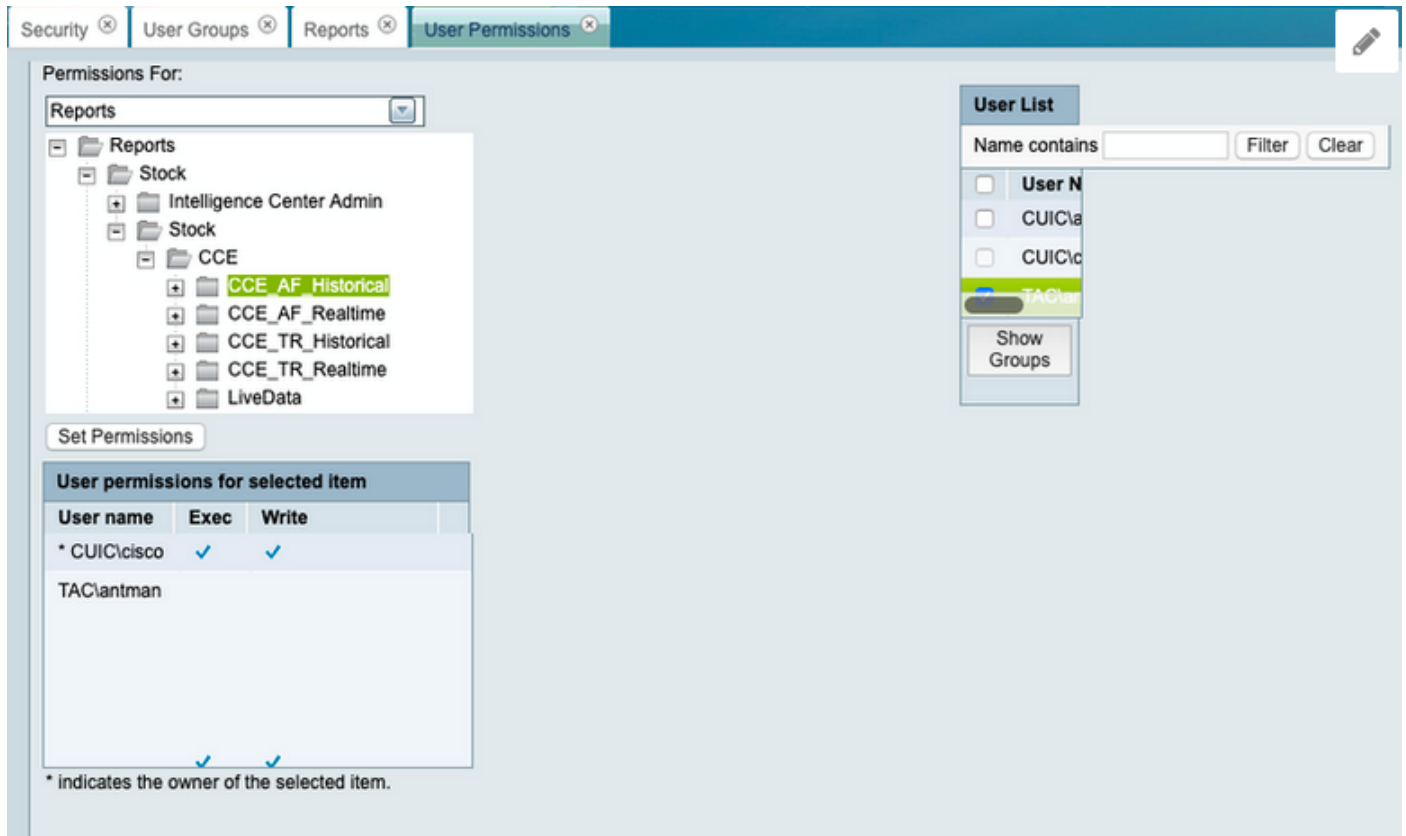 Security User Groups Reports User Permissions
Permissions For:
Reports
Reports
Stock
Intelligence Center Admin
Stock
CCE
CCE_AF_Historical
CCE_AF_Realtime
CCE_TR_Historical
CCE_TR_Realtime
LiveData
Set Permissions
User permissions for selected item
User name Exec Write
* CUIC\cisco
TAC\antman
* indicates the owner of the selected item.
User List
Name contains Filter Clear
User N
CUIC\a
CUIC\c
TAC\an
Show
Groups